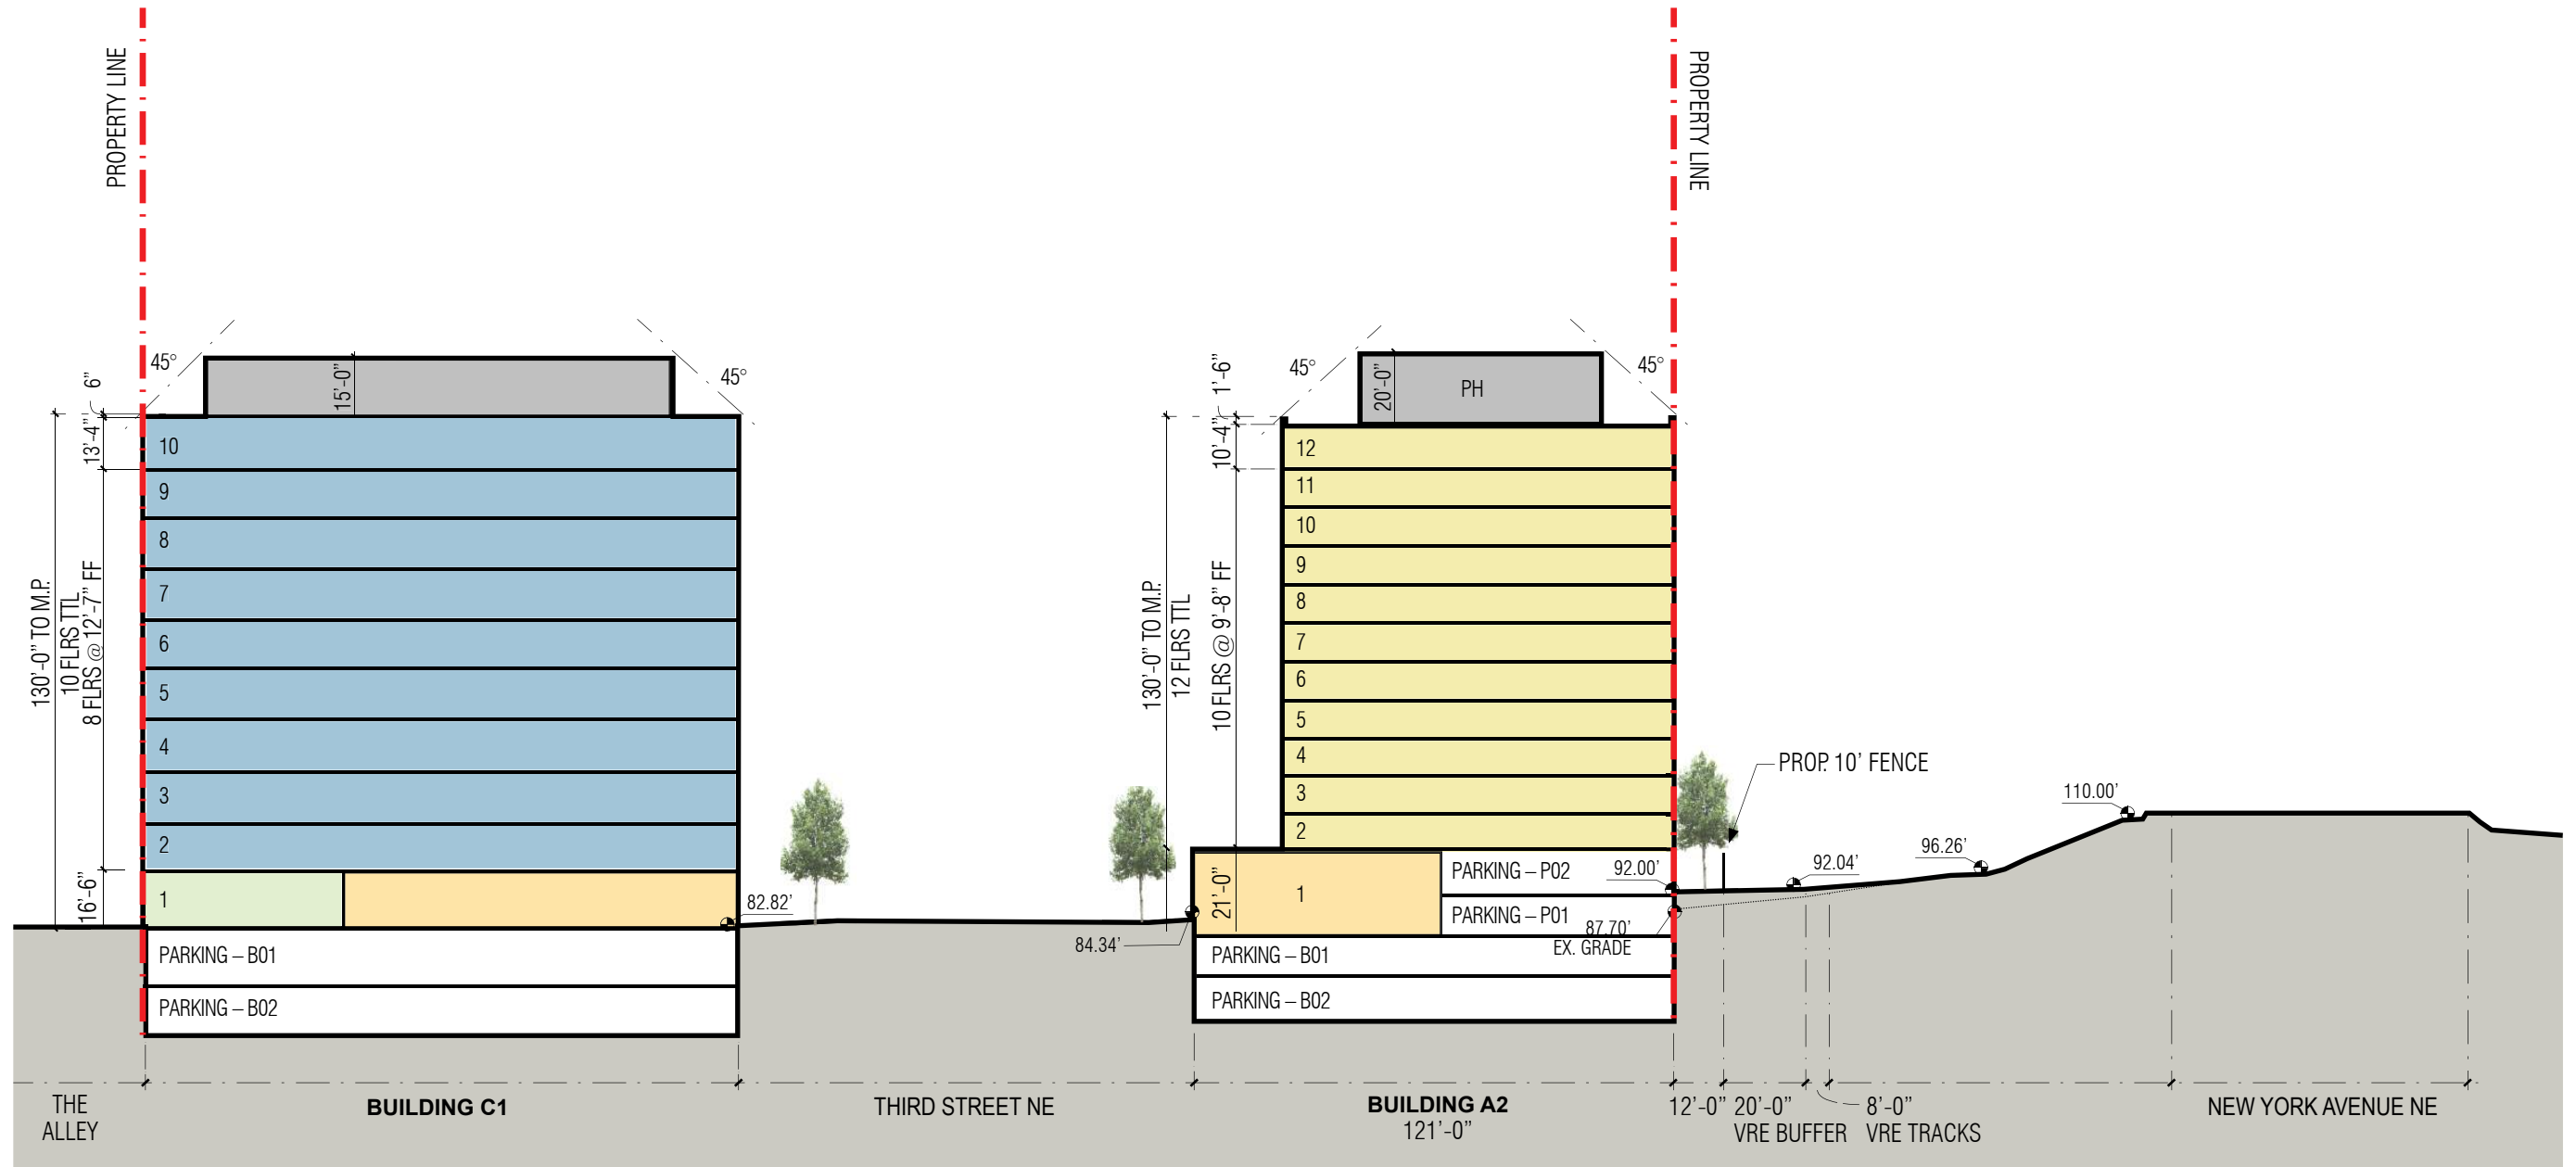 PROPERTY LINE
PROPERTY LINE
45°
45°
15’-0”
6”
13’-4”
130’-0” TO M.P.
10 FLRS TTL
8 FLRS @ 12’-7” FF
16’-6”
10
9
8
7
6
5
4
3
2
1
PARKING – B01
PARKING – B02
82.82’
84.34’
45°
45°
20’-0”
PH
1’-6”
10’-4”
130’-0” TO M.P.
12 FLRS TTL
10 FLRS @ 9’-8” FF
21’-0”
12
11
10
9
8
7
6
5
4
3
2
1
PARKING – P02
PARKING – P01
PARKING – B01
PARKING – B02
92.00’
87.70’
EX. GRADE
PROP. 10’ FENCE
92.04’
96.26’
110.00’
THE
ALLEY
BUILDING C1
THIRD STREET NE
BUILDING A2
121’-0”
12’-0”
20’-0”
VRE BUFFER
8’-0”
VRE TRACKS
NEW YORK AVENUE NE